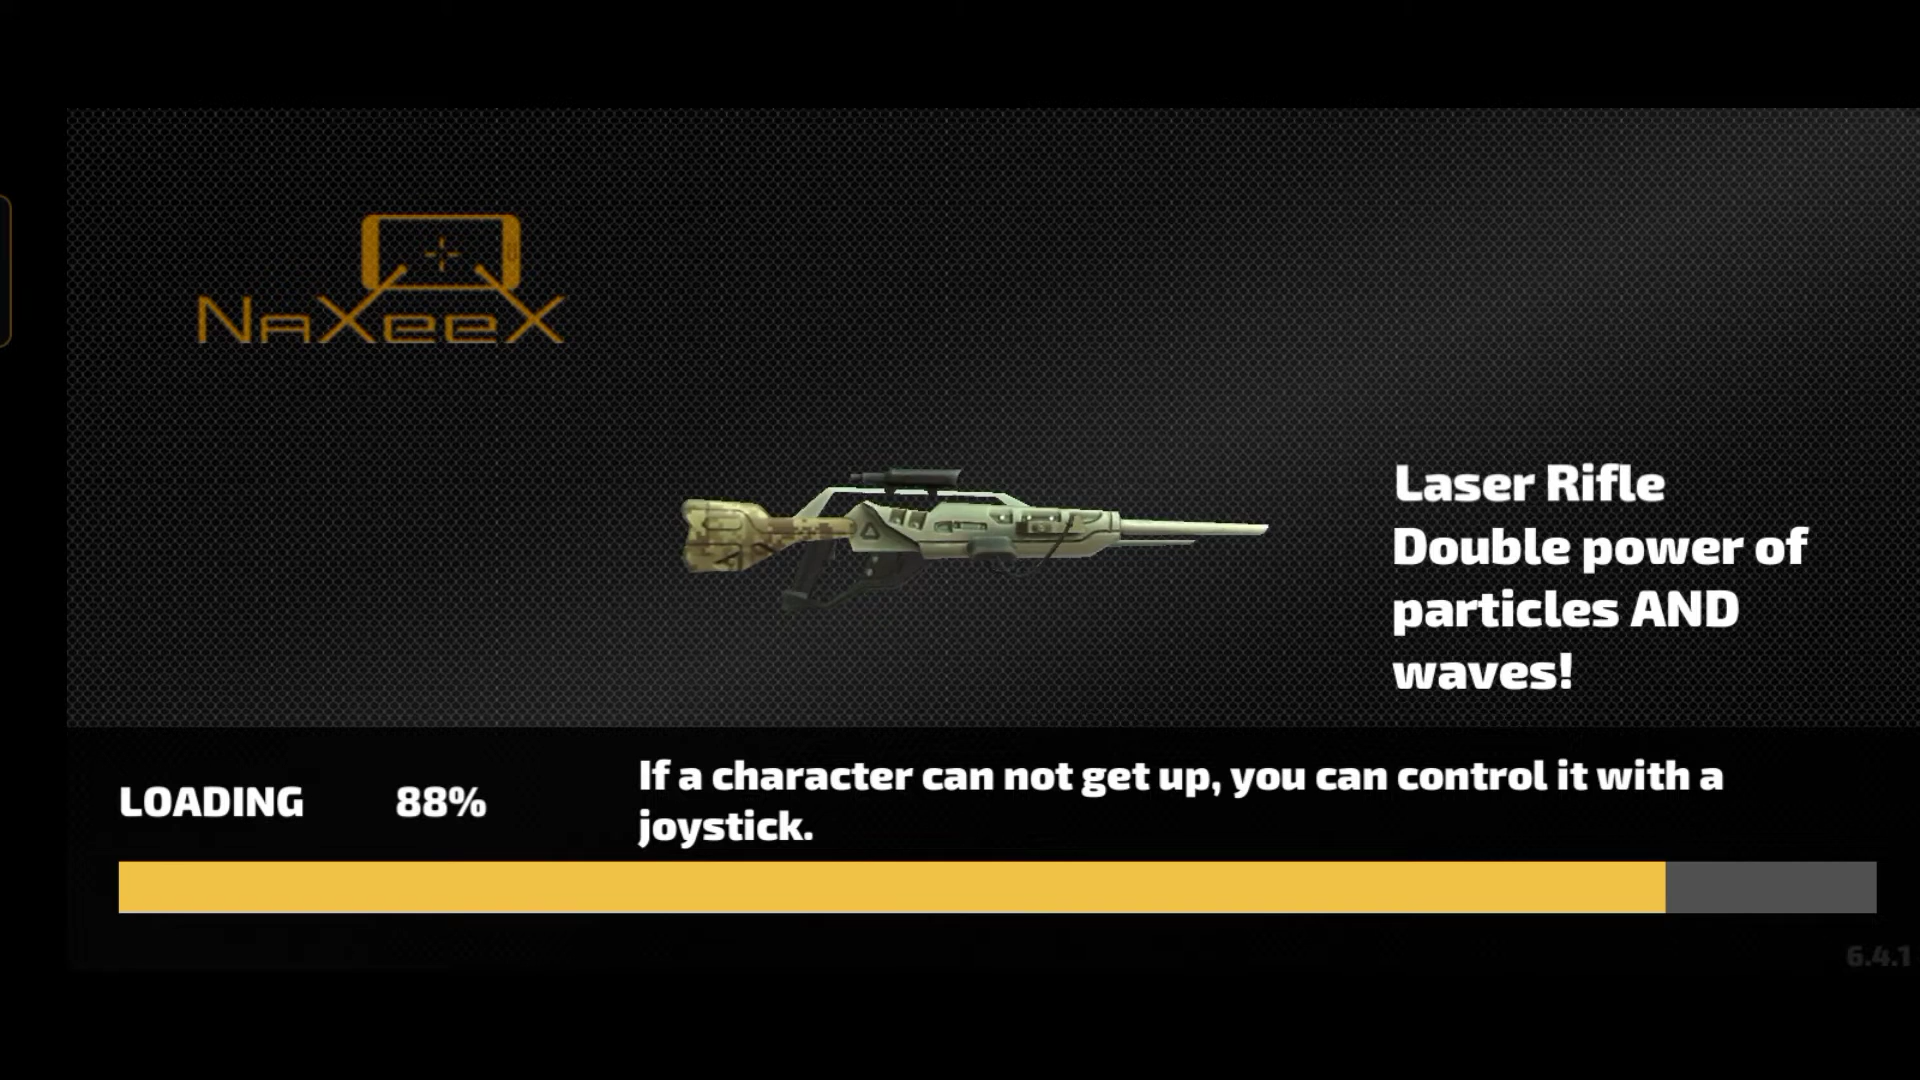 NaXeeX
Laser Rifle
Double power of
particles AND
waves!
If a character can not get up, you can control it with a
joystick.
LOADING 88%
6.4.1